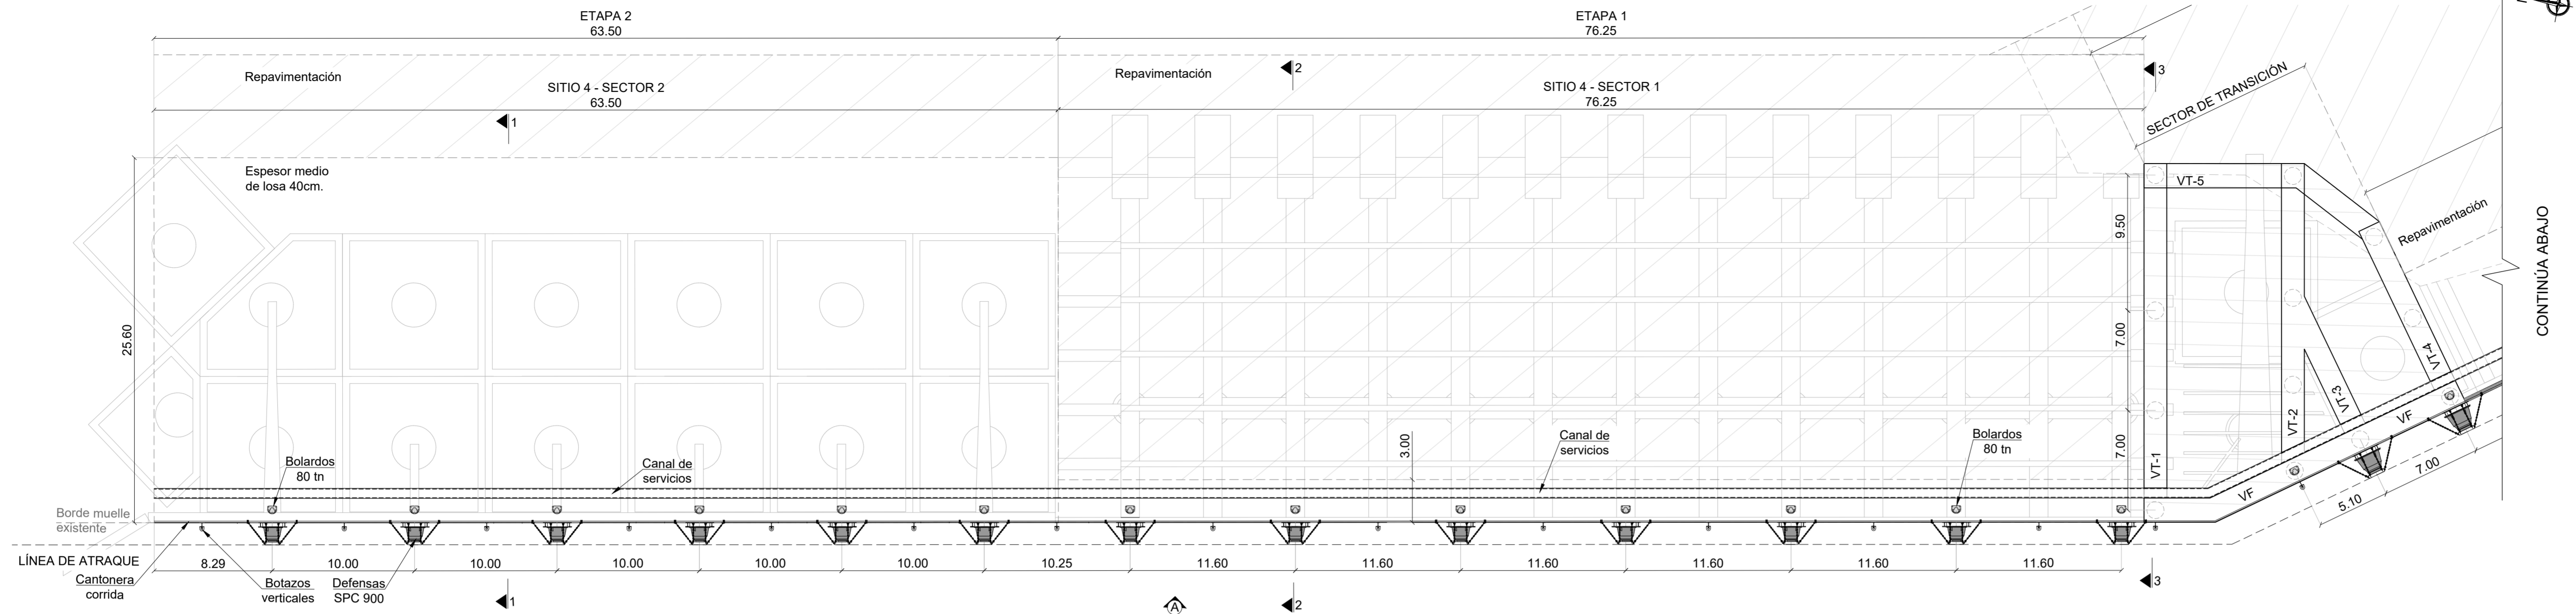 ETAPA 2
63.50
ETAPA 1
76.25
Repavimentación
Repavimentación
SITIO 4 - SECTOR 2
63.50
SITIO 4 - SECTOR 1
76.25
2
3
1
SECTOR DE TRANSICIÓN
Espesor medio
de losa 40cm.
VT-5
Repavimentación
CONTINÚA ABAJO
25.60
9.50
7.00
7.00
VT-1
VT-2
VT-3
VT-4
VF
VF
3.00
Bolardos
80 tn
Canal de
servicios
Canal de
servicios
Bolardos
80 tn
7.00
5.10
Borde muelle
existente
LÍNEA DE ATRAQUE
Cantonera
corrida
8.29
10.00
10.00
10.00
10.00
10.00
10.25
11.60
11.60
11.60
11.60
11.60
11.60
Botazos
verticales
Defensas
SPC 900
1
A
2
3